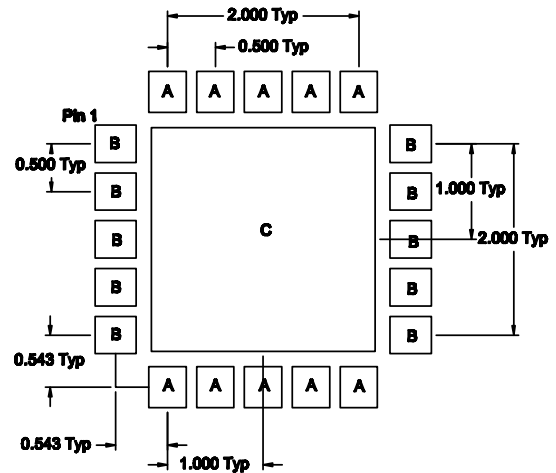 2.000 Typ
0.500 Typ
A A A A A
Pin 1
B B
0.500 Typ
B B
1.000 Typ
C
B B
2.000 Typ
B B
B B
0.543 Typ
A A A A A
0.543 Typ
1.000 Typ